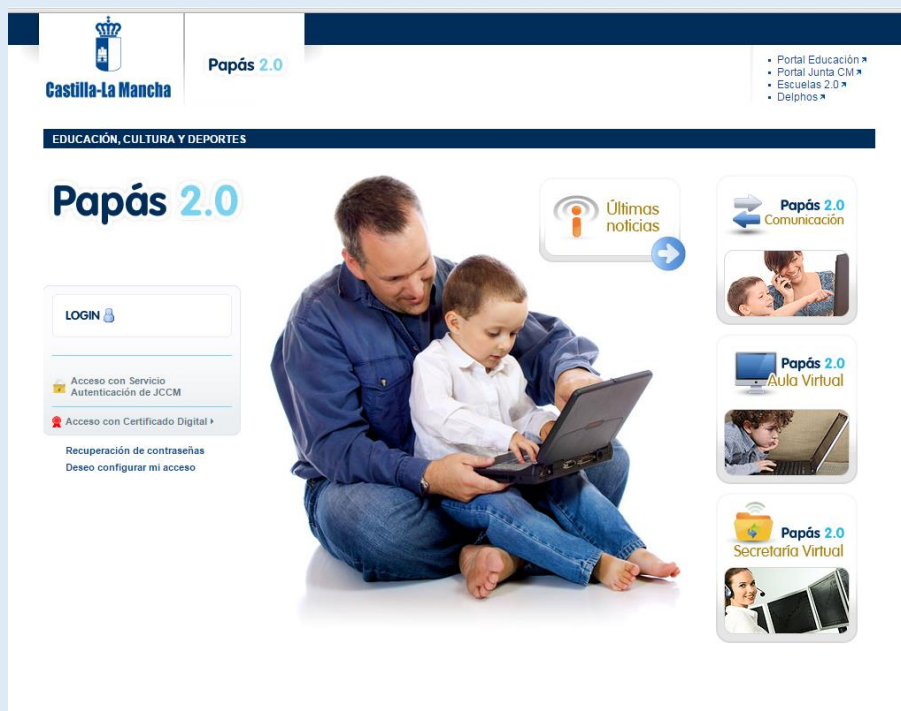 Castilla-La Mancha
Papás 2.0
Portal Educación
Portal Junta CM
Escuelas 2.0
Delphos
EDUCACIÓN, CULTURA Y DEPORTES
Papás 2.0
LOGIN
Acceso con Servicio
Autenticación de JCCM
Acceso con Certificado Digital
Recuperación de contraseñas
Deseo configurar mi acceso
Últimas
noticias
Papás 2.0
Comunicación
Papás 2.0
Aula Virtual
Papás 2.0
Secretaría Virtual